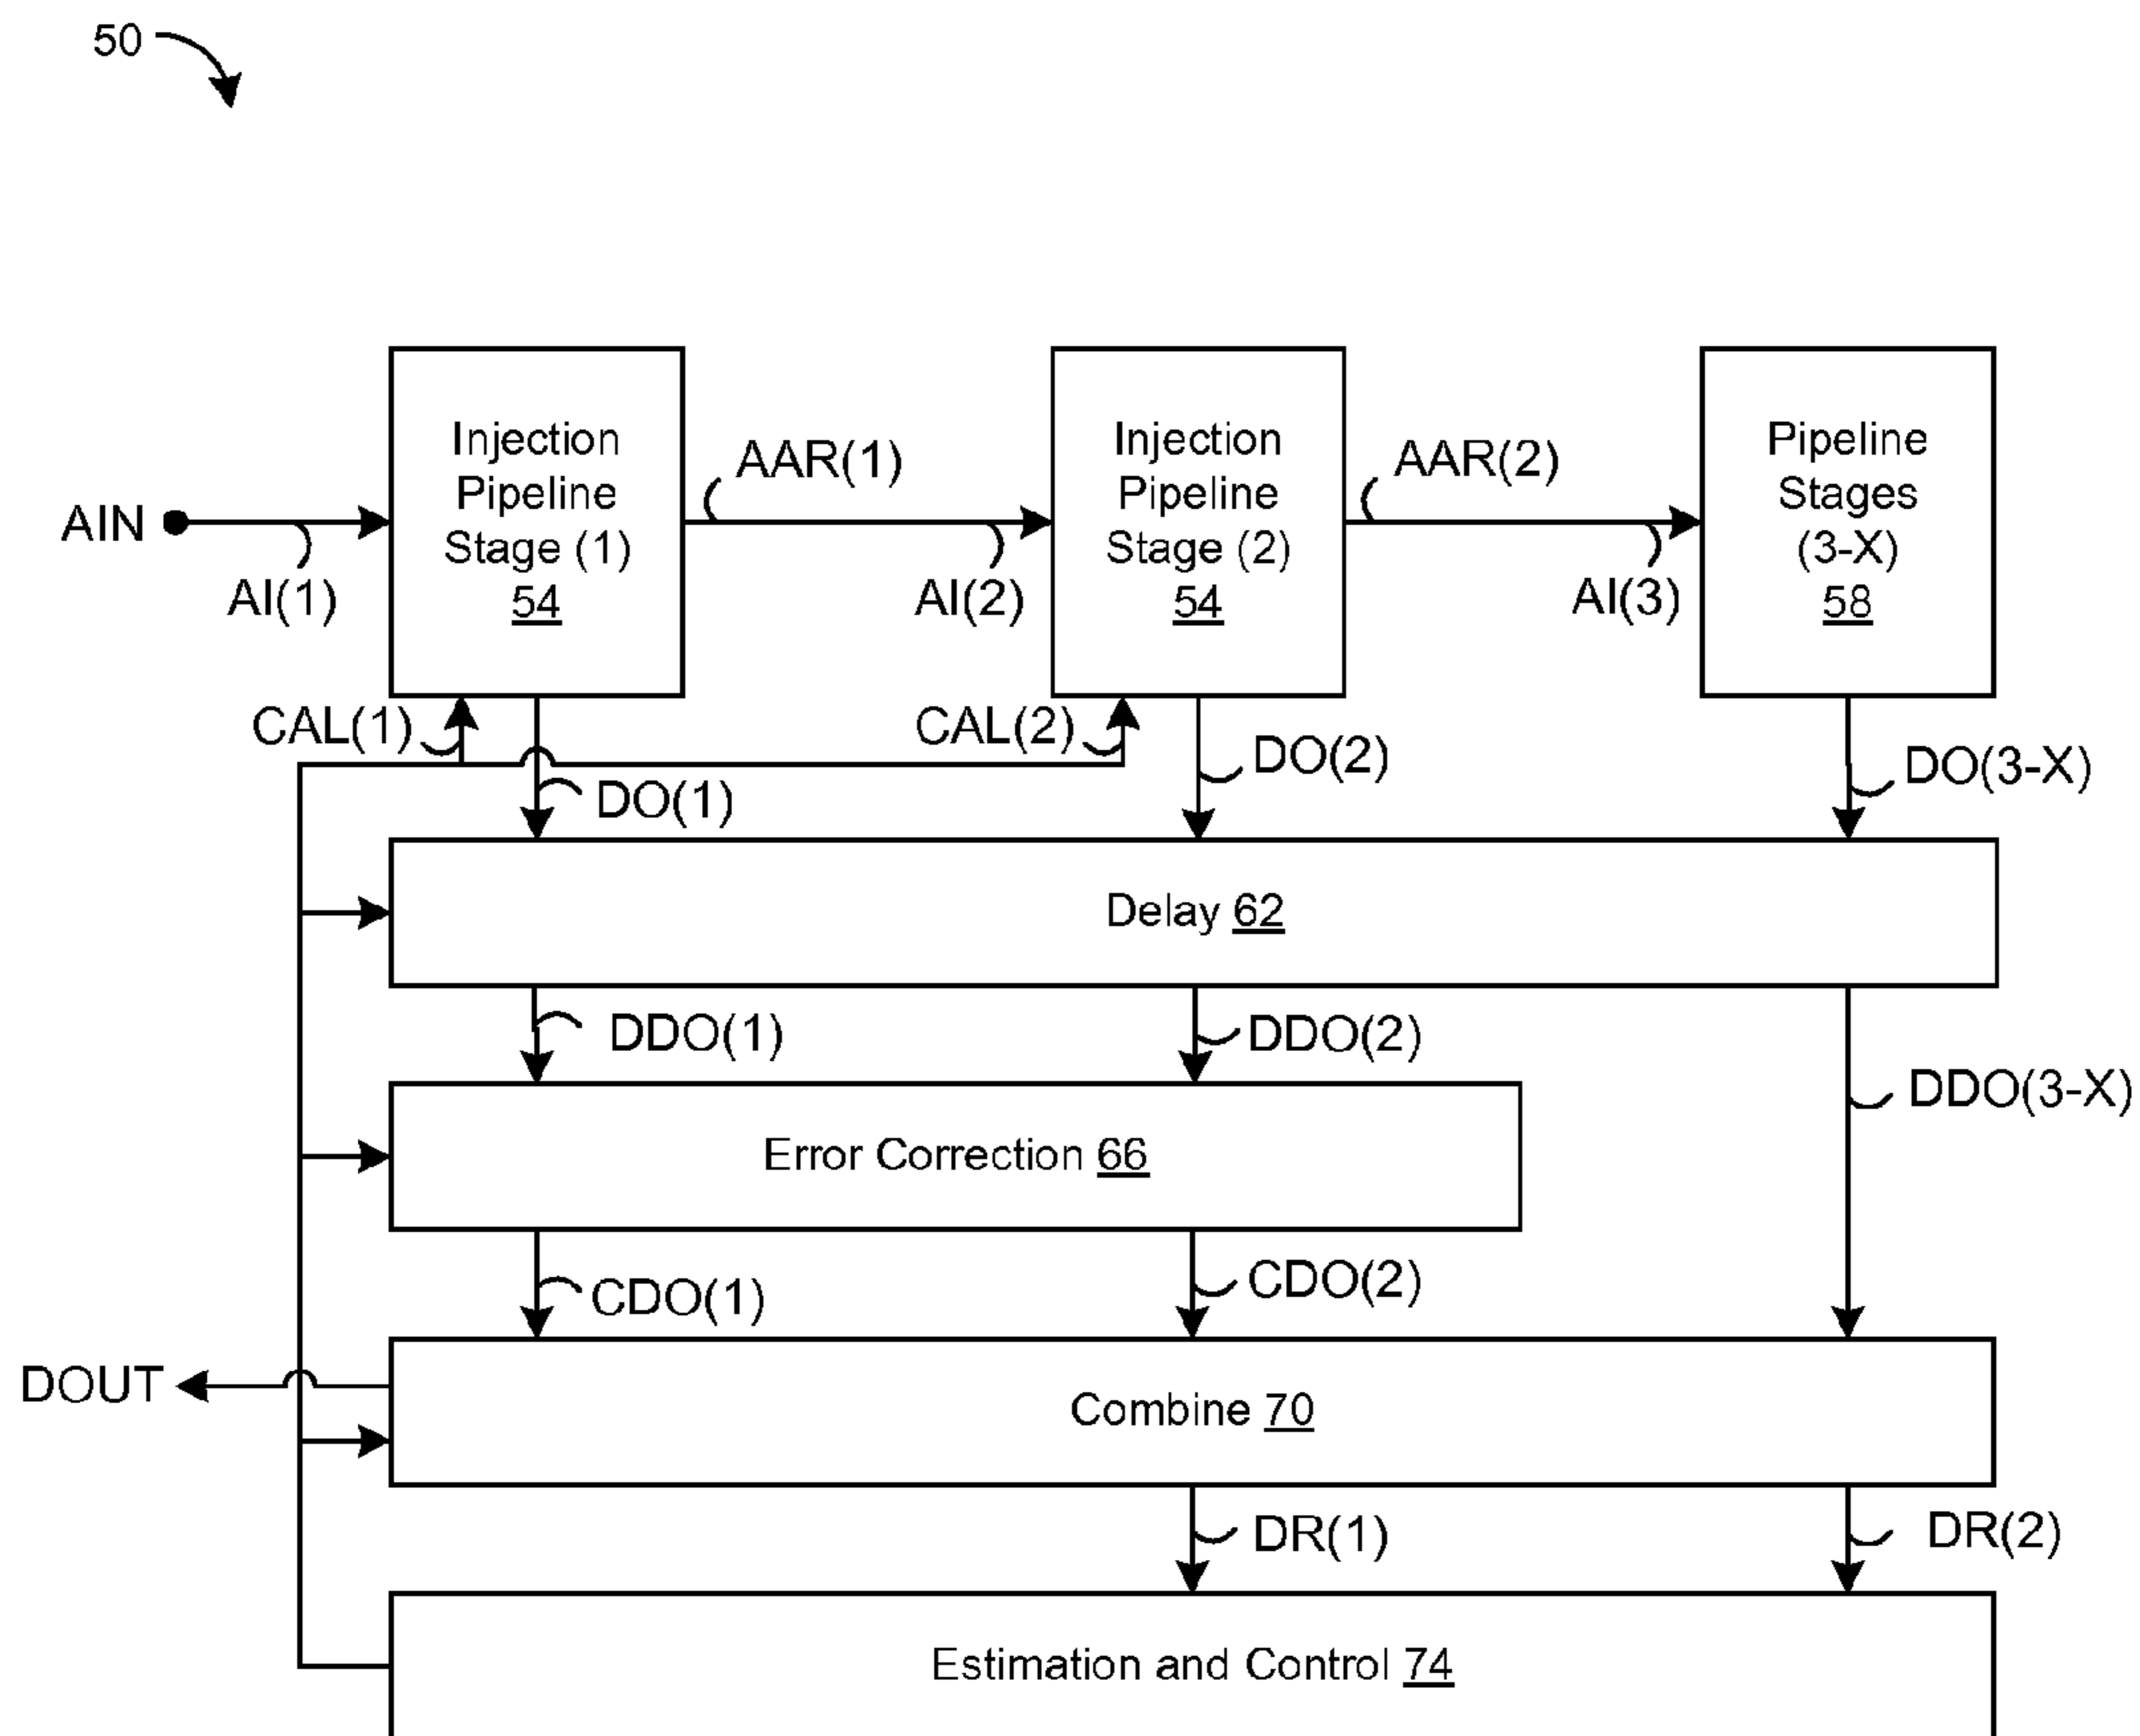 50
Injection
Pipeline
Stage (1)
54
Injection
Pipeline
Stage (2)
54
Pipeline
Stages
(3-X)
58
AIN
AI(1)
AAR(1)
AI(2)
AAR(2)
AI(3)
CAL(1)
CAL(2)
DO(1)
DO(2)
DO(3-X)
Delay 62
DDO(1)
DDO(2)
DDO(3-X)
Error Correction 66
CDO(1)
CDO(2)
DOUT
Combine 70
DR(1)
DR(2)
Estimation and Control 74